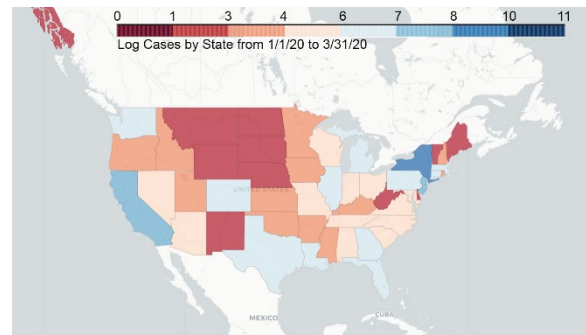 0 1 3 4 6 7 8 10 11
Log Cases by State from 1/1/20 to 3/31/20
UNITED STATES
MEXICO
CUBA